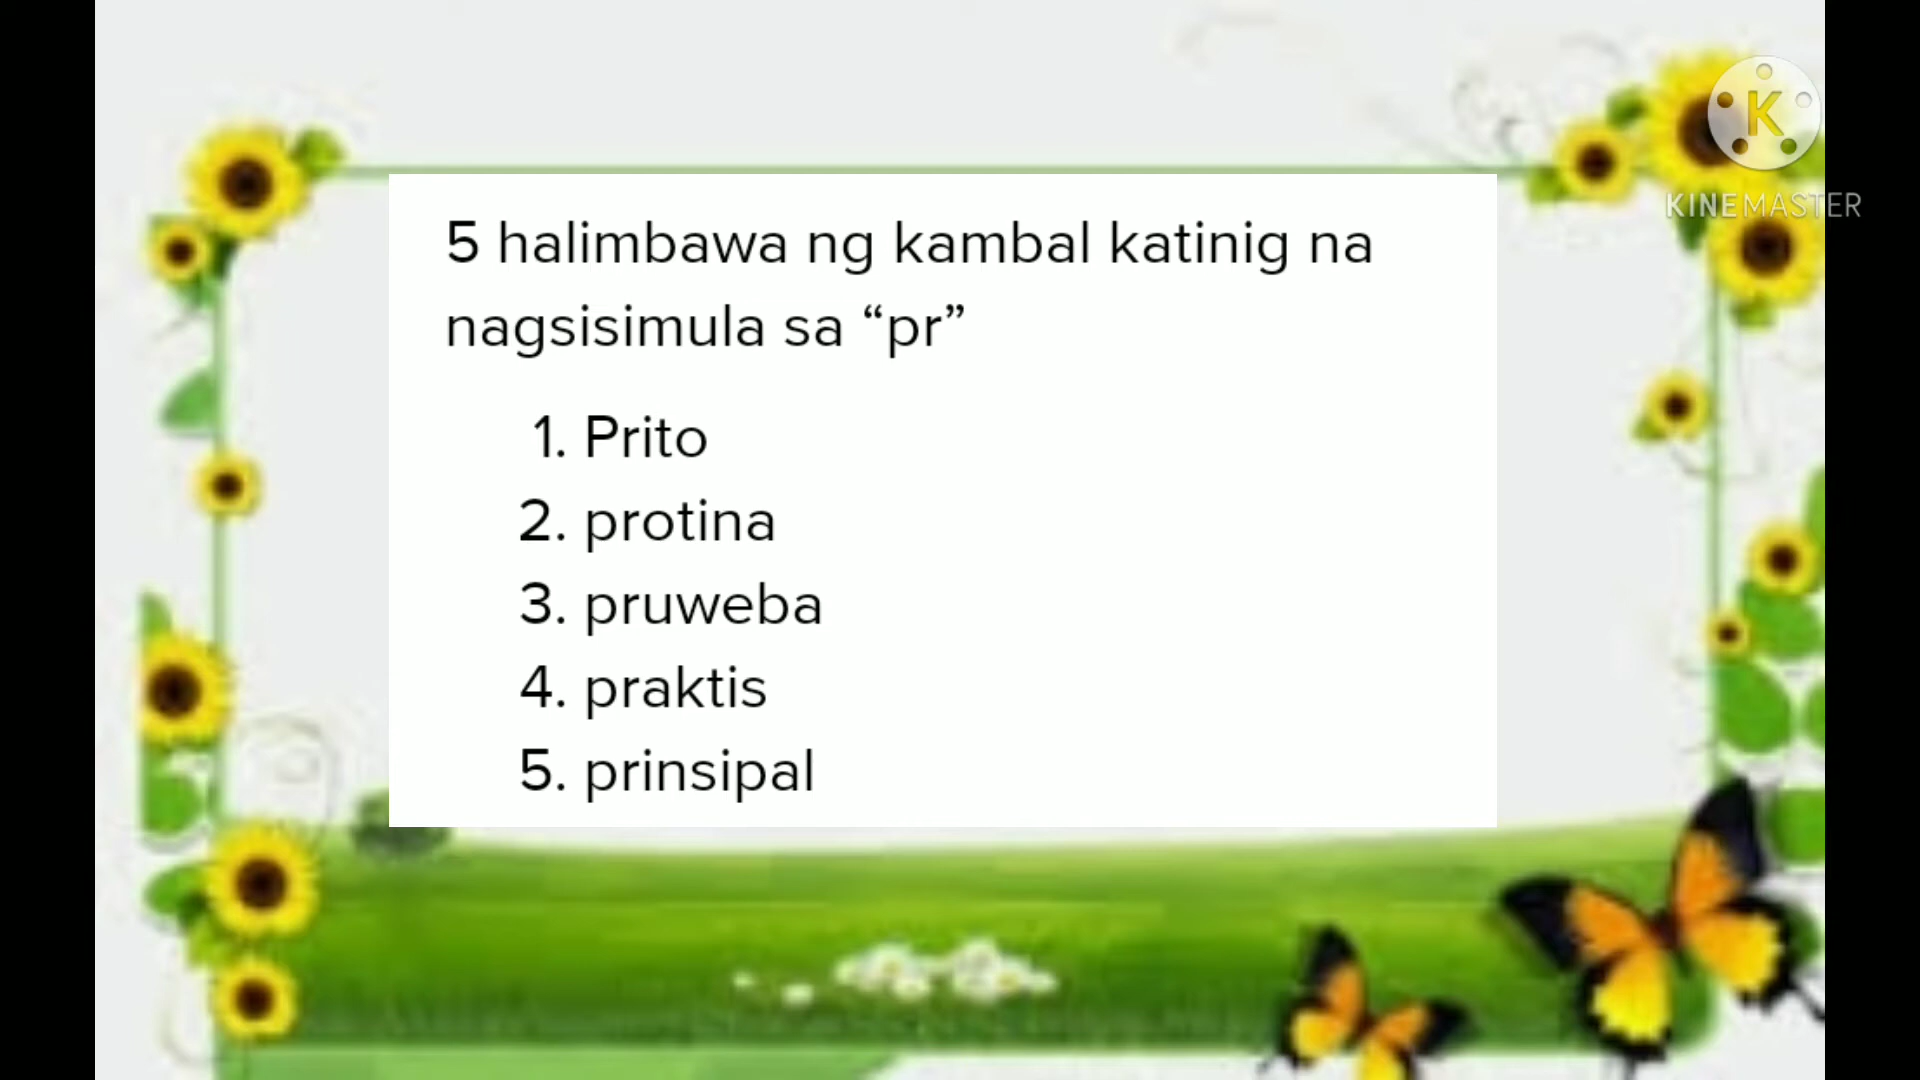 K
KINEMASTER
5 halimbawa ng kambal katinig na
nagsisimula sa “pr”
1. Prito
2. protina
3. pruweba
4. praktis
5. prinsipal